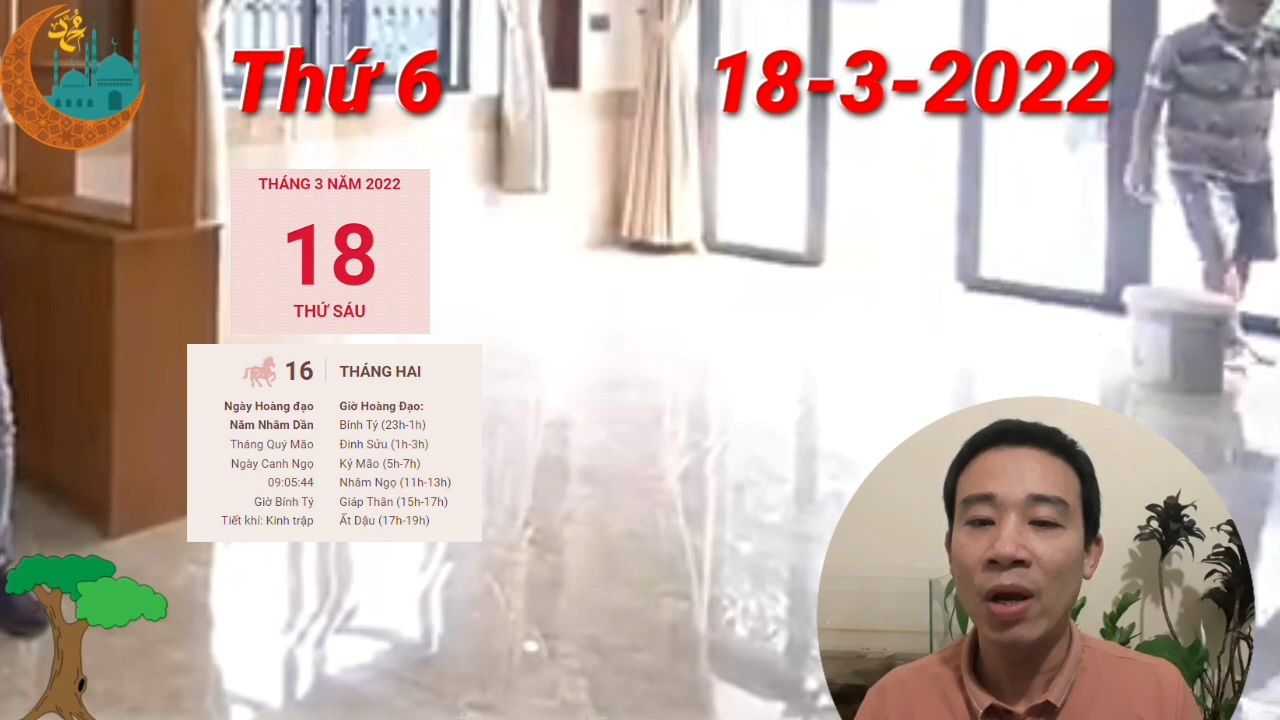 Thứ 6
18-3-2022
THÁNG 3 NĂM 2022
18
THỨ SÁU
16
THÁNG HAI
Ngày Hoàng đạo
Năm Nhâm Dần
Tháng Quý Mão
Ngày Canh Ngọ
09:05:44
Giờ Bính Tý
Tiết khí: Kinh trập
Giờ Hoàng Đạo:
Bính Tý (23h-1h)
Đinh Sửu (1h-3h)
Kỷ Mão (5h-7h)
Nhâm Ngọ (11h-13h)
Giáp Thân (15h-17h)
Ất Dậu (17h-19h)
محمد